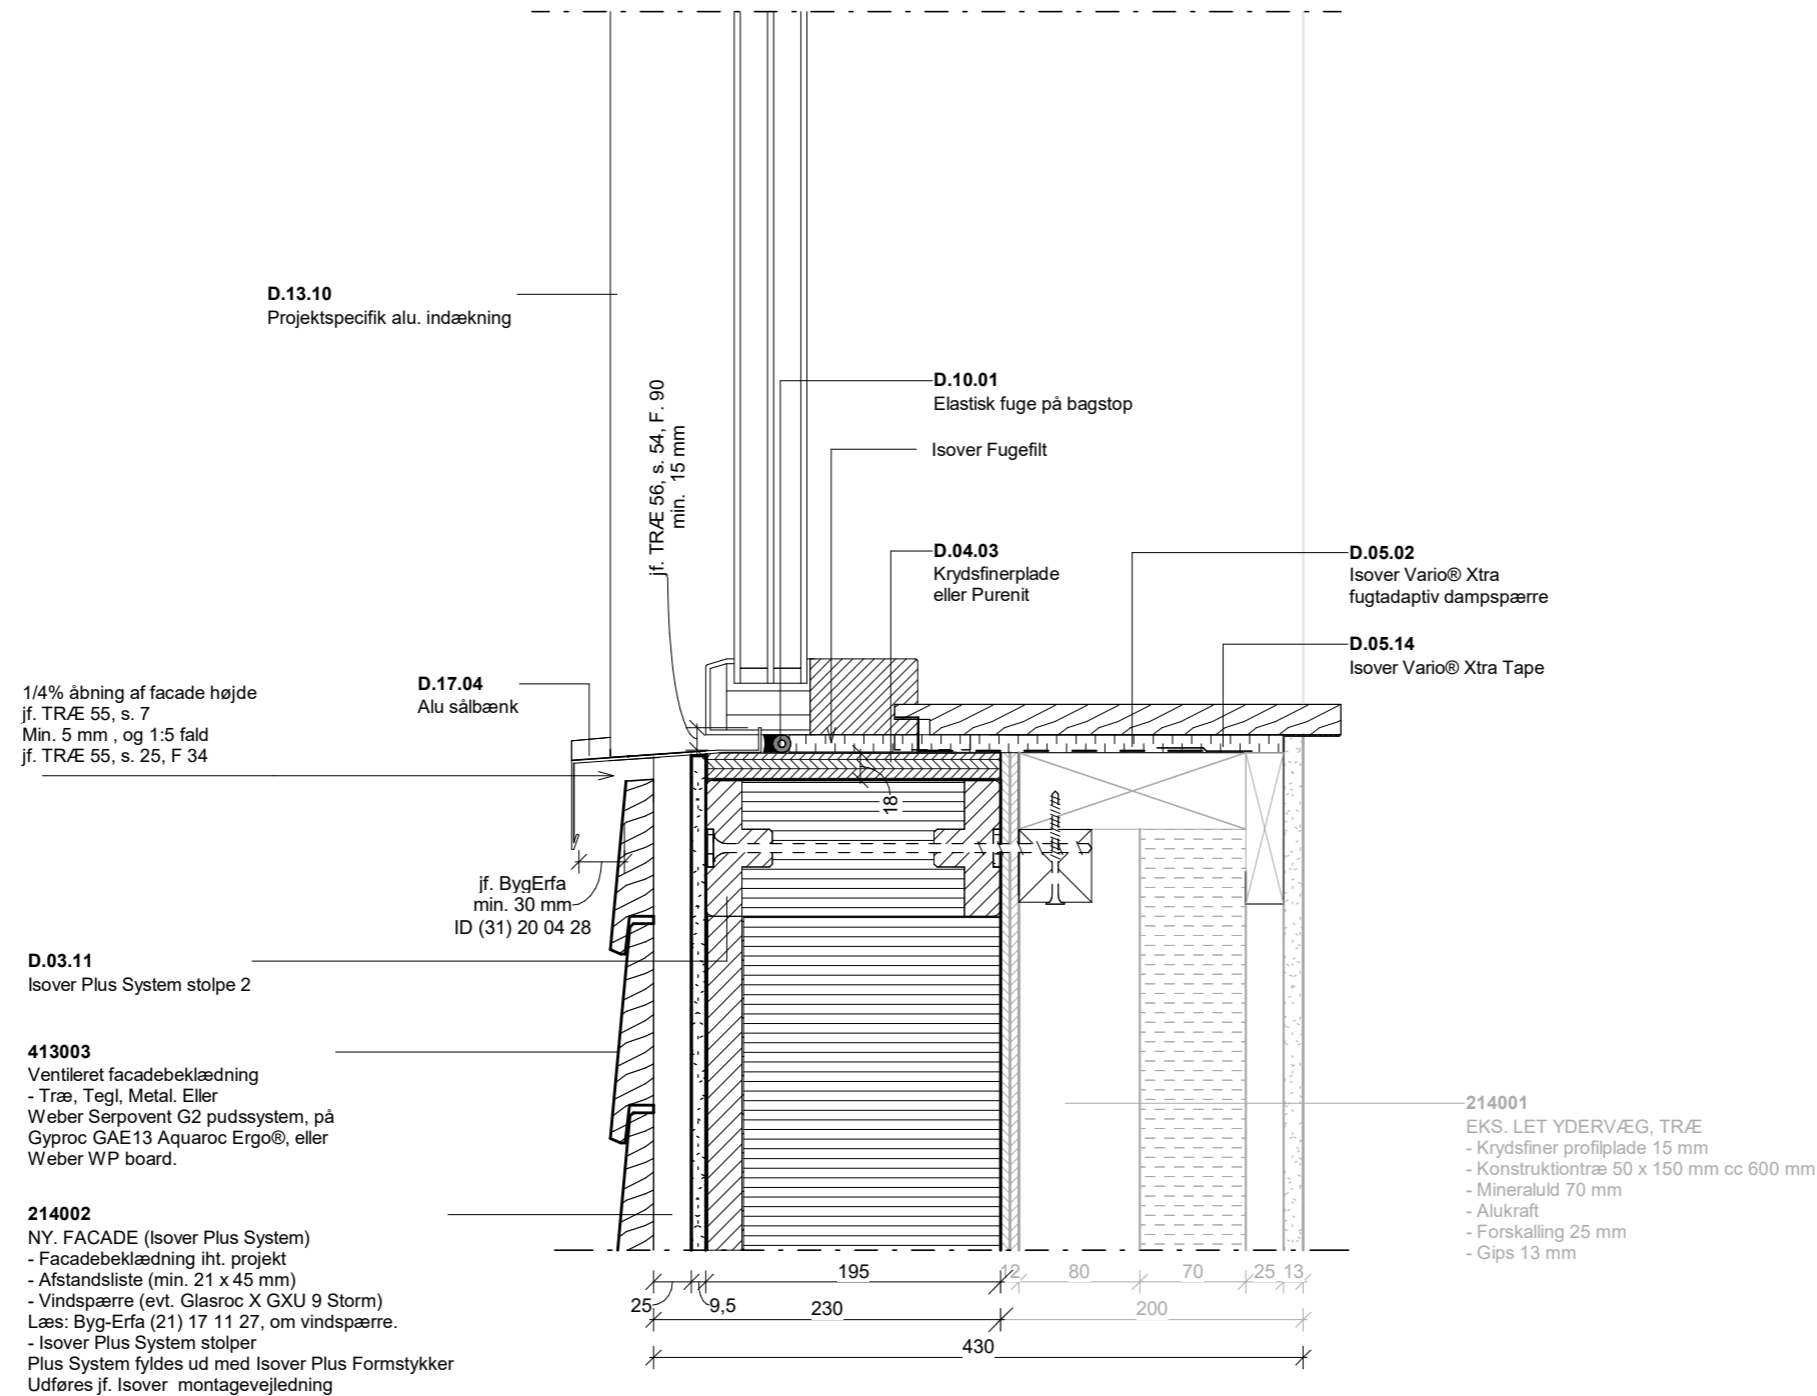 D.13.10
Projektspecifik alu. indækning
jf. TRÆ 56, s. 54, F. 90
min. 15 mm
D.10.01
Elastisk fuge på bagstop
Isover Fugefilt
D.04.03
Krydsfinerplade
eller Purenit
D.05.02
Isover Vario® Xtra
fugtadaptiv dampspærre
D.05.14
Isover Vario® Xtra Tape
1/4% åbning af facade højde
jf. TRÆ 55, s. 7
Min. 5 mm , og 1:5 fald
jf. TRÆ 55, s. 25, F 34
D.17.04
Alu sålbænk
18
jf. BygErfa
min. 30 mm
ID (31) 20 04 28
D.03.11
Isover Plus System stolpe 2
413003
Ventileret facadebeklædning
- Træ, Tegl, Metal. Eller
Weber Serpovent G2 pudssystem, på
Gyproc GAE13 Aquaroc Ergo®, eller
Weber WP board.
214001
EKS. LET YDERVÆG, TRÆ
- Krydsfiner profilplade 15 mm
- Konstruktiontræ 50 x 150 mm cc 600 mm
- Mineraluld 70 mm
- Alukraft
- Forskalling 25 mm
- Gips 13 mm
214002
NY. FACADE (Isover Plus System)
- Facadebeklædning iht. projekt
- Afstandsliste (min. 21 x 45 mm)
- Vindspærre (evt. Glasroc X GXU 9 Storm)
Læs: Byg-Erfa (21) 17 11 27, om vindspærre.
- Isover Plus System stolper
Plus System fyldes ud med Isover Plus Formstykker
Udføres jf. Isover montagevejledning
195 12 80 70 25 13
25 9,5 230 200
430